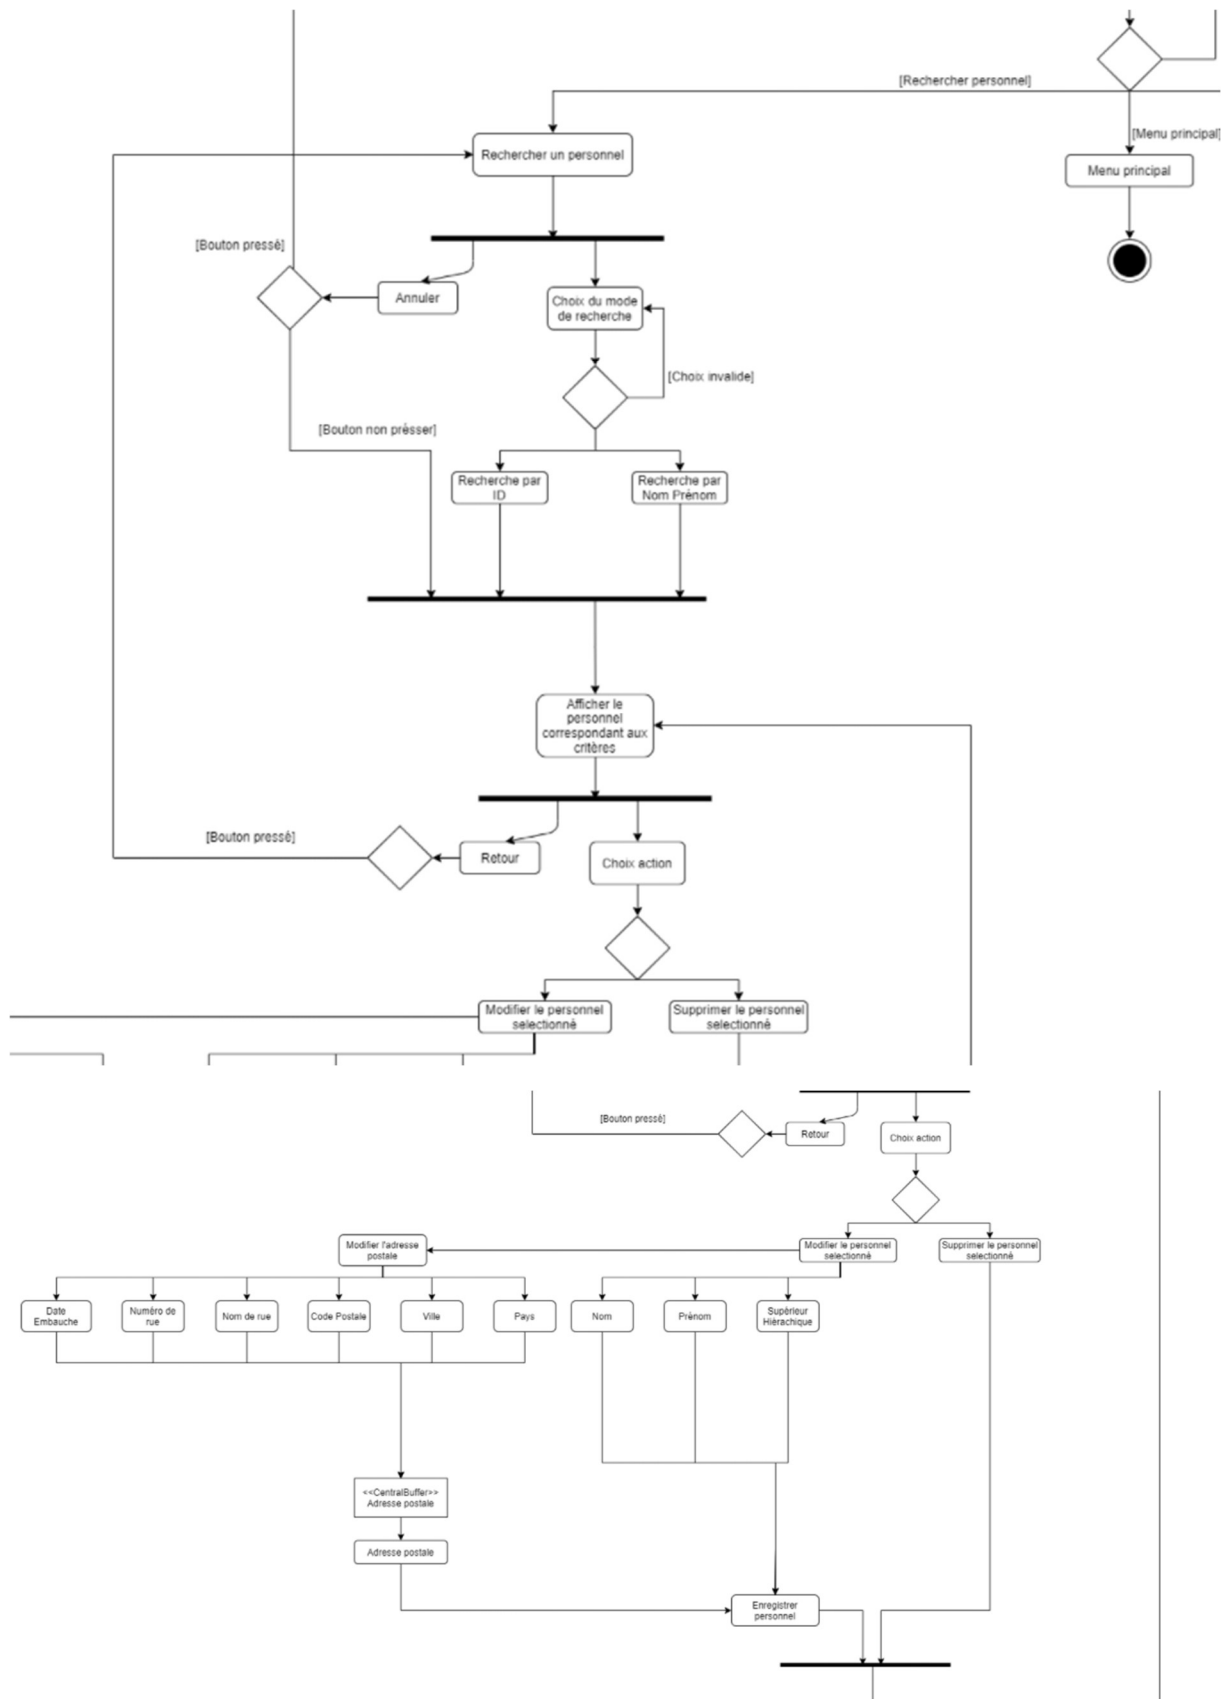 [Rechercher personnel]
[Menu principal]
Rechercher un personnel
Menu principal
[Bouton pressé]
Annuler
Choix du mode
de recherche
[Choix invalide]
[Bouton non présser]
Recherche par
ID
Recherche par
Nom Prénom
Afficher le
personnel
correspondant aux
critères
[Bouton pressé]
Retour
Choix action
Modifier le personnel
selectionné
Supprimer le personnel
selectionné
[Bouton pressé]
Retour
Choix action
Modifier l'adresse
postale
Modifier le personnel
selectionné
Supprimer le personnel
selectionné
Date
Embauche
Numéro de
rue
Nom de rue
Code Postale
Ville
Pays
Nom
Prénom
Supérieur
Hiérachique
<<CentralBuffer>>
Adresse postale
Adresse postale
Enregistrer
personnel